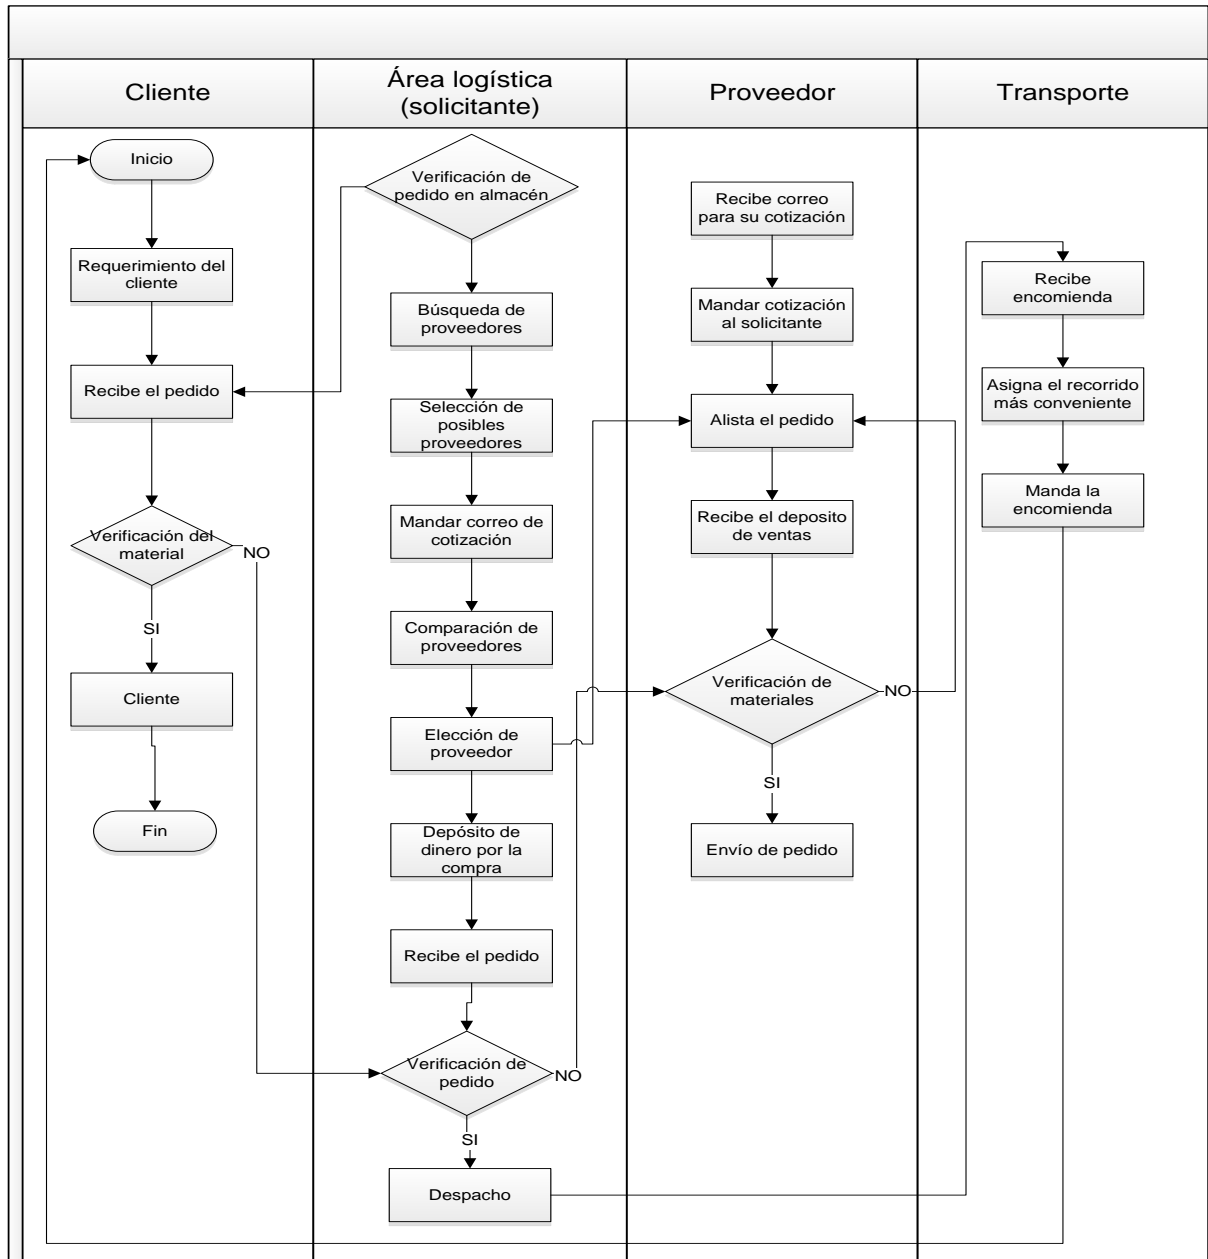 Cliente
Área logística
(solicitante)
Proveedor
Transporte
Inicio
Requerimiento del
cliente
Recibe el pedido
Verificación del
material
NO
SI
Cliente
Fin
Verificación de
pedido en almacén
Búsqueda de
proveedores
Selección de
posibles
proveedores
Mandar correo de
cotización
Comparación de
proveedores
Elección de
proveedor
Depósito de
dinero por la
compra
Recibe el pedido
Verificación de
pedido
NO
SI
Despacho
Recibe correo
para su cotización
Mandar cotización
al solicitante
Alista el pedido
Recibe el deposito
de ventas
Verificación de
materiales
NO
SI
Envío de pedido
Recibe
encomienda
Asigna el recorrido
más conveniente
Manda la
encomienda